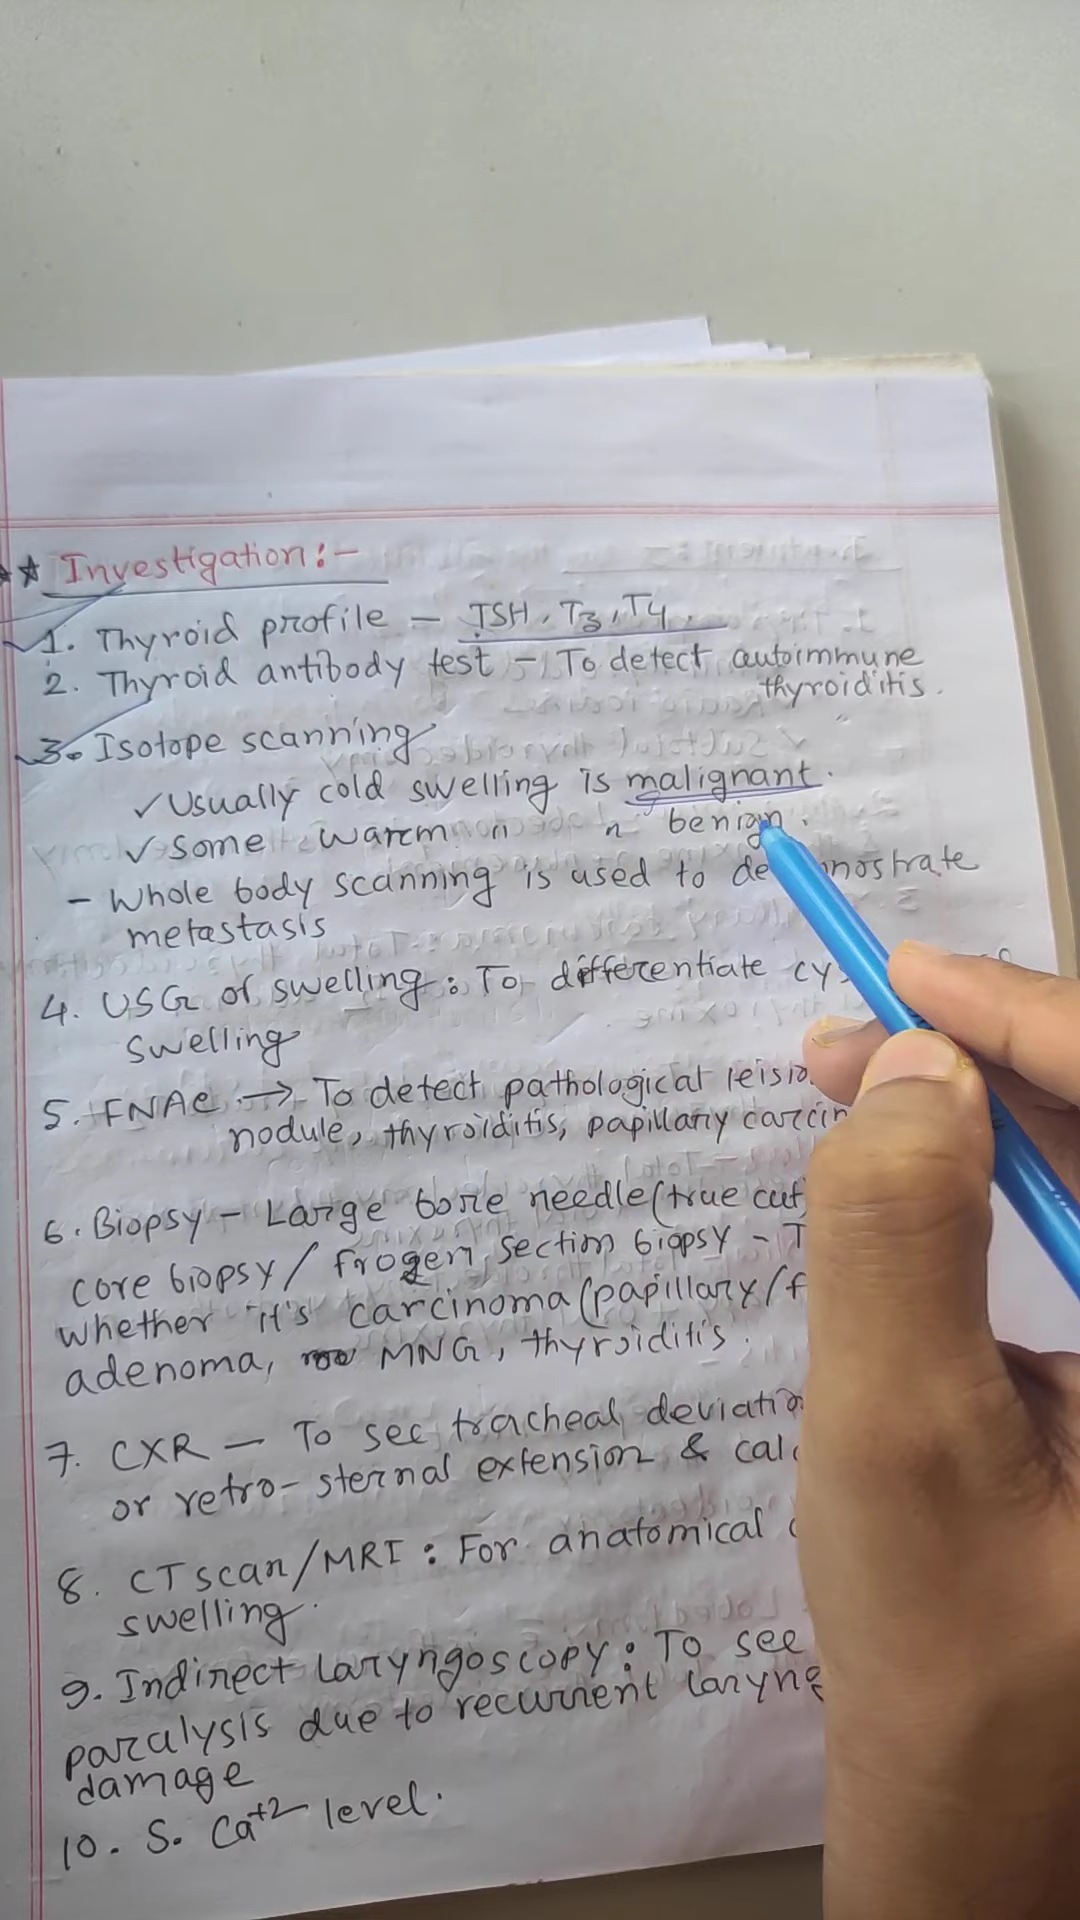 ** Investigation:-
1. Thyroid profile - TSH, T3, T4.
2. Thyroid antibody test - To detect autoimmune
thyroiditis.
3. Isotope scanning
✓ Usually cold swelling is malignant.
✓ Some warm " " benign.
- Whole body scanning is used to de mnostrate
metastasis
4. USG of swelling: To differentiate
swelling
5. FNAC → To detect pathological
nodule, thyroiditis, papillary
6. Biopsy - Large bore needle (true cut
core biopsy / frozen section biopsy -
whether it's carcinoma (papillary/
adenoma, MNG, thyroiditis.
7. CXR - To see tracheal
or retro-sternal extension &
8. CT scan/MRI : For anatomical
swelling.
9. Indirect laryngoscopy: To see
paralysis due to recurrent
damage
10. S. Ca+2 level.